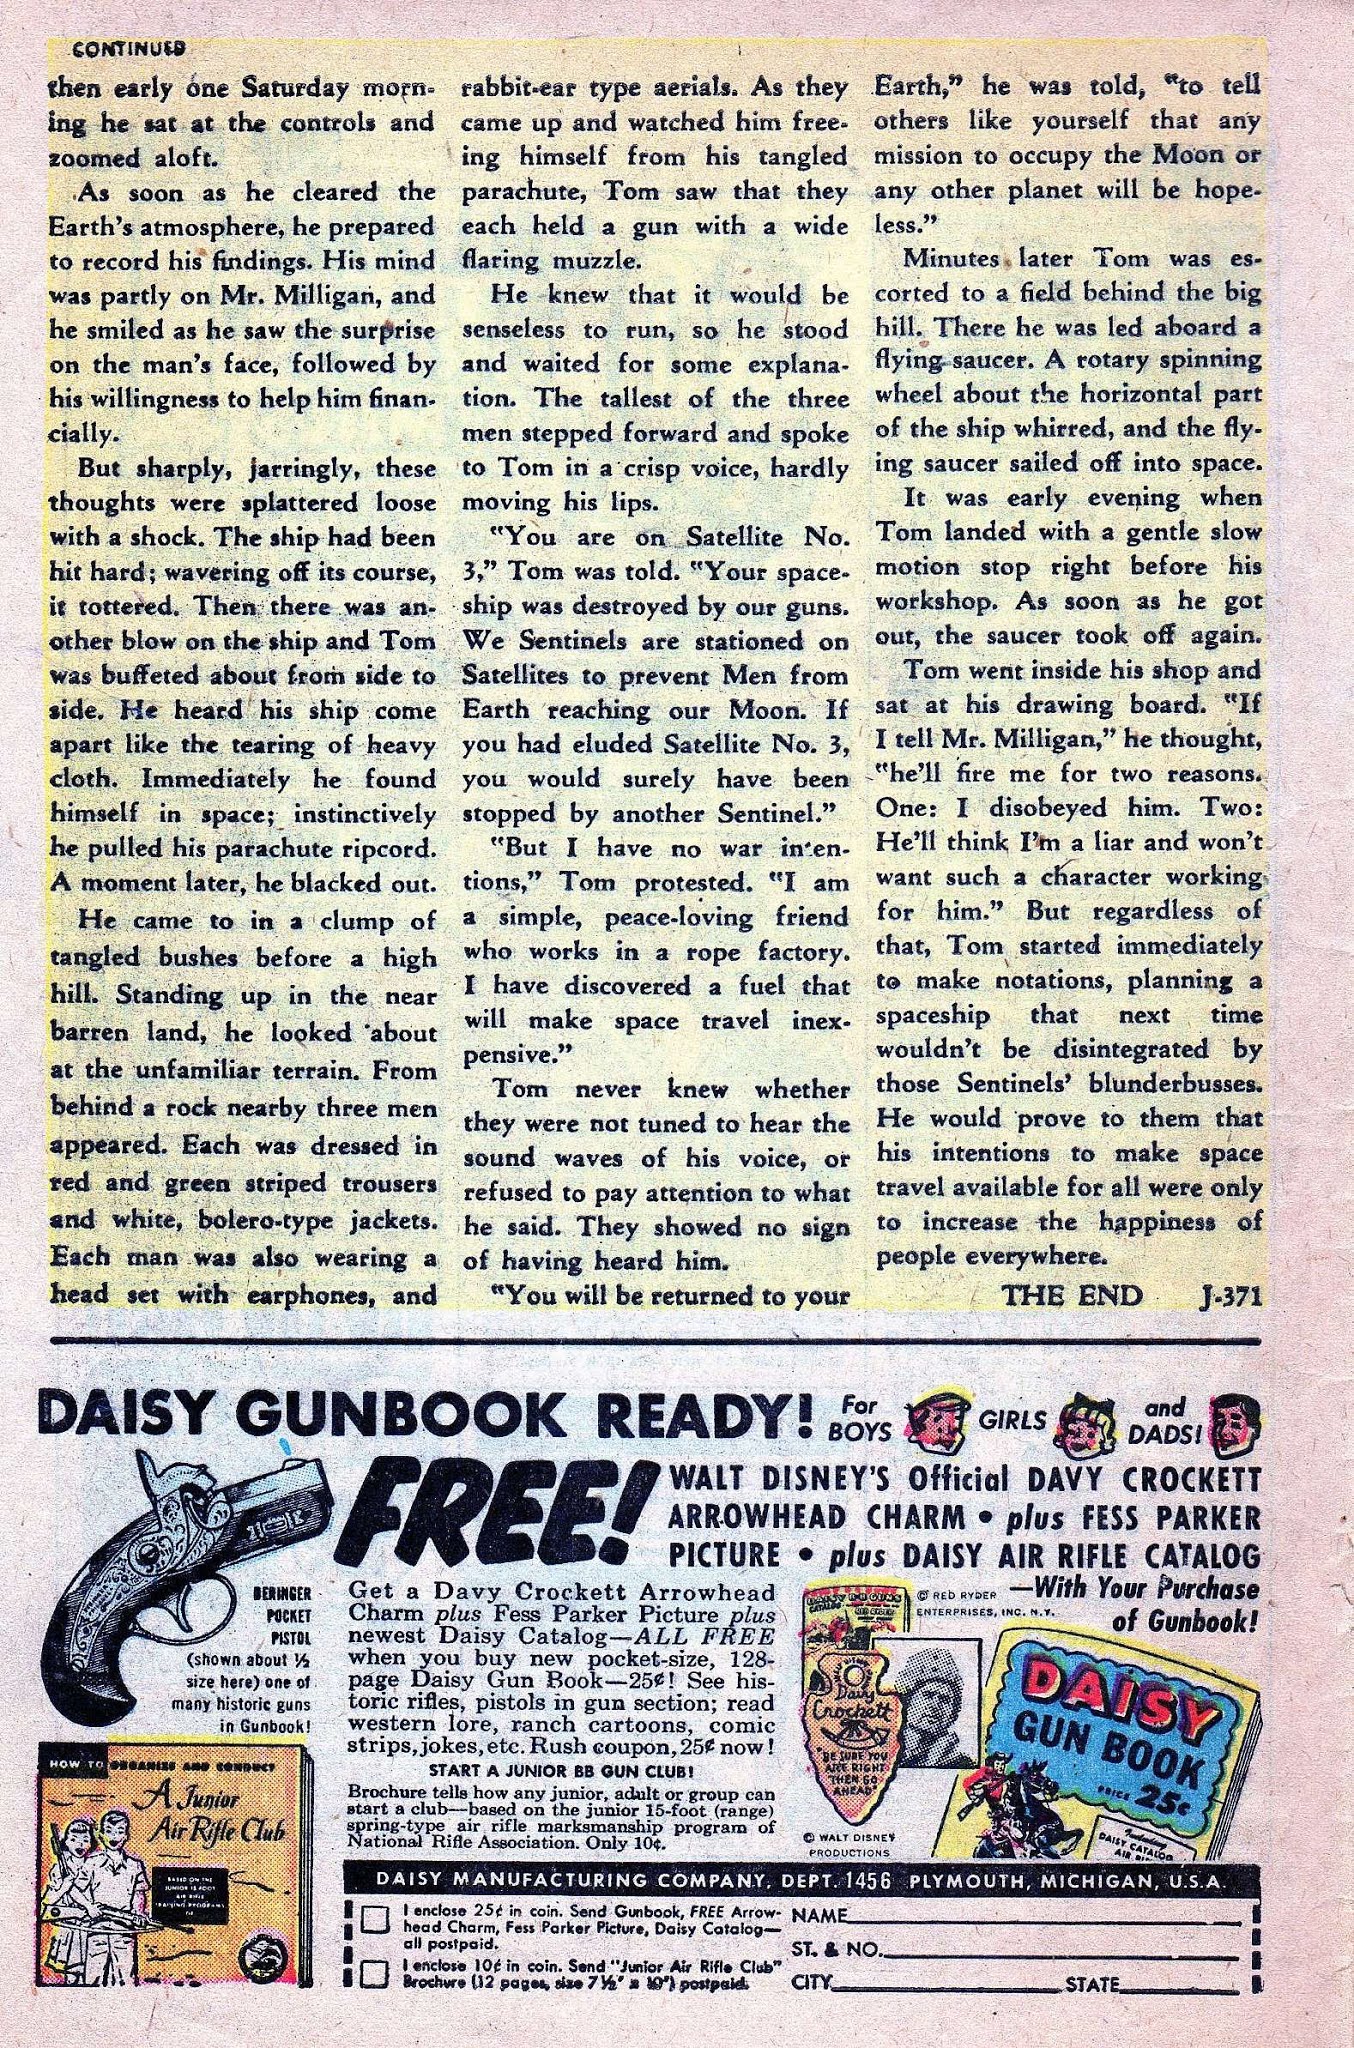 CONTINUED
then early one Saturday morn-
ing he sat at the controls and
zoomed aloft.
As soon as he cleared the
Earth's atmosphere, he prepared
to record his findings. His mind
was partly on Mr. Milligan, and
he smiled as he saw the surprise
on the man's face, followed by
his willingness to help him finan-
cially.
But sharply, jarringly, these
thoughts were splattered loose
with a shock. The ship had been
hit hard; wavering off its course,
it tottered. Then there was an-
other blow on the ship and Tom
was buffeted about from side to
side. He heard his ship come
apart like the tearing of heavy
cloth. Immediately he found
himself in space; instinctively
he pulled his parachute ripcord.
A moment later, he blacked out.
He came to in a clump of
tangled bushes before a high
hill. Standing up in the near
barren land, he looked about
at the unfamiliar terrain. From
behind a rock nearby three men
appeared. Each was dressed in
red and green striped trousers
and white, bolero-type jackets.
Each man was also wearing a
head set with earphones, and
rabbit-ear type aerials. As they
came up and watched him free-
ing himself from his tangled
parachute, Tom saw that they
each held a gun with a wide
flaring muzzle.
He knew that it would be
senseless to run, so he stood
and waited for some explana-
tion. The tallest of the three
men stepped forward and spoke
to Tom in a crisp voice, hardly
moving his lips.
"You are on Satellite No.
3," Tom was told. "Your space-
ship was destroyed by our guns.
We Sentinels are stationed on
Satellites to prevent Men from
Earth reaching our Moon. If
you had eluded Satellite No. 3,
you would surely have been
stopped by another Sentinel."
"But I have no war inten-
tions," Tom protested. "I am
a simple, peace-loving friend
who works in a rope factory.
I have discovered a fuel that
will make space travel inex-
pensive."
Tom never knew whether
they were not tuned to hear the
sound waves of his voice, or
refused to pay attention to what
he said. They showed no sign
of having heard him.
"You will be returned to your
Earth," he was told, "to tell
others like yourself that any
mission to occupy the Moon or
any other planet will be hope-
less."
Minutes later Tom was es-
corted to a field behind the big
hill. There he was led aboard a
flying saucer. A rotary spinning
wheel about the horizontal part
of the ship whirred, and the fly-
ing saucer sailed off into space.
It was early evening when
Tom landed with a gentle slow
motion stop right before his
workshop. As soon as he got
out, the saucer took off again.
Tom went inside his shop and
sat at his drawing board. "If
I tell Mr. Milligan," he thought,
"he'll fire me for two reasons.
One: I disobeyed him. Two:
He'll think I'm a liar and won't
want such a character working
for him." But regardless of
that, Tom started immediately
to make notations, planning a
spaceship that next time
wouldn't be disintegrated by
those Sentinels' blunderbusses.
He would prove to them that
his intentions to make space
travel available for all were only
to increase the happiness of
people everywhere.
THE END J-371
DAISY GUNBOOK READY! For BOYS GIRLS and DADS!
FREE!
WALT DISNEY'S Official DAVY CROCKETT
ARROWHEAD CHARM • plus FESS PARKER
PICTURE • plus DAISY AIR RIFLE CATALOG
—With Your Purchase
of Gunbook!
DERINGER
POCKET
PISTOL
(shown about ½
size here) one of
many historic guns
in Gunbook!
Get a Davy Crockett Arrowhead
Charm plus Fess Parker Picture plus
newest Daisy Catalog—ALL FREE
when you buy new pocket-size, 128-
page Daisy Gun Book—25¢! See his-
toric rifles, pistols in gun section; read
western lore, ranch cartoons, comic
strips, jokes, etc. Rush coupon, 25¢ now!
START A JUNIOR BB GUN CLUB!
Brochure tells how any junior, adult or group can
start a club—based on the junior 15-foot (range)
spring-type air rifle marksmanship program of
National Rifle Association. Only 10¢.
© RED RYDER
ENTERPRISES, INC. N.Y.
CATALOG
Davy
Crockett
"BE SURE YOU
ARE RIGHT
THEN GO
AHEAD"
© WALT DISNEY
PRODUCTIONS
DAISY
GUN BOOK
PRICE 25¢
Including
DAISY CATALOG
HOW TO ORGANIZE AND CONDUCT
A Junior
Air Rifle Club
BASED ON THE
JUNIOR 15 FOOT
AIR RIFLE
TRAINING PROGRAM
OF
DAISY MANUFACTURING COMPANY, DEPT. 1456 PLYMOUTH, MICHIGAN, U.S.A.
I enclose 25¢ in coin. Send Gunbook, FREE Arrow-
head Charm, Fess Parker Picture, Daisy Catalog—
all postpaid.
I enclose 10¢ in coin. Send "Junior Air Rifle Club"
Brochure (12 pages, size 7½" x 10") postpaid.
NAME
ST. & NO.
CITY STATE